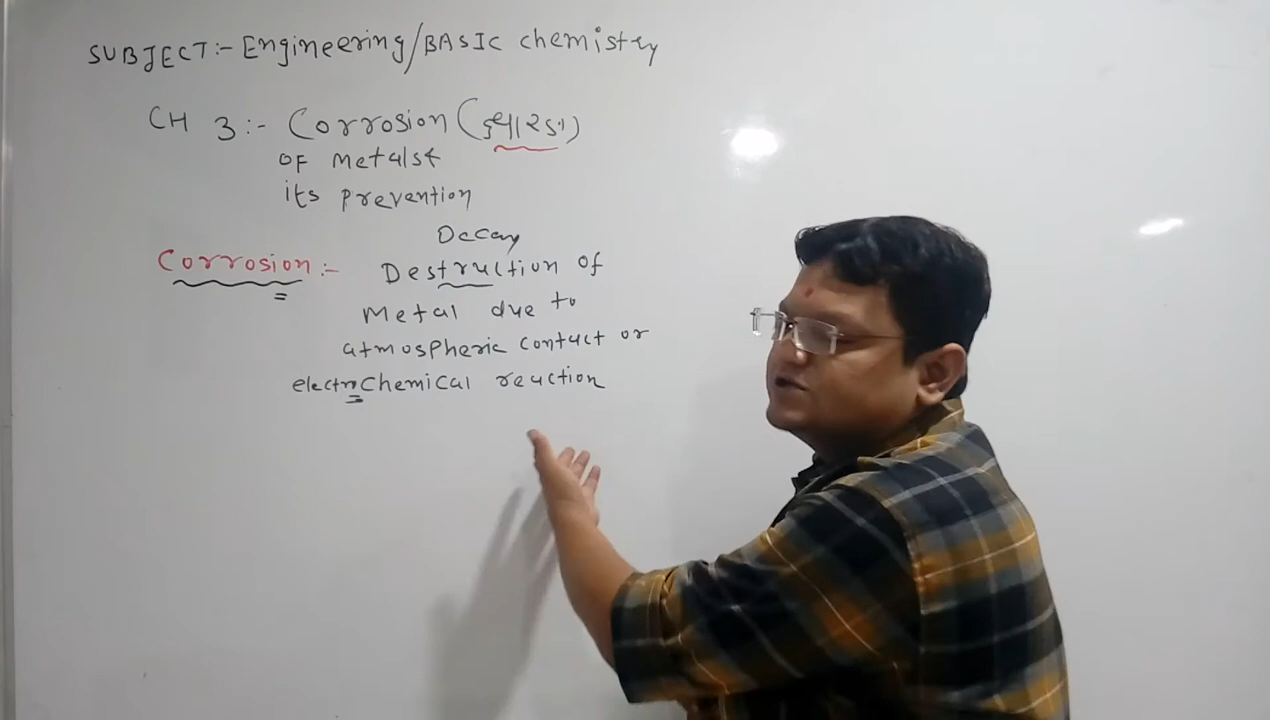 SUBJECT:- Engineering/BASIC chemistry
CH 3:- Corrosion (ક્ષારણ)
OF Metals &
its prevention
Decay
Corrosion:- Destruction of
Metal due to
atmospheric contact or
electrochemical reaction